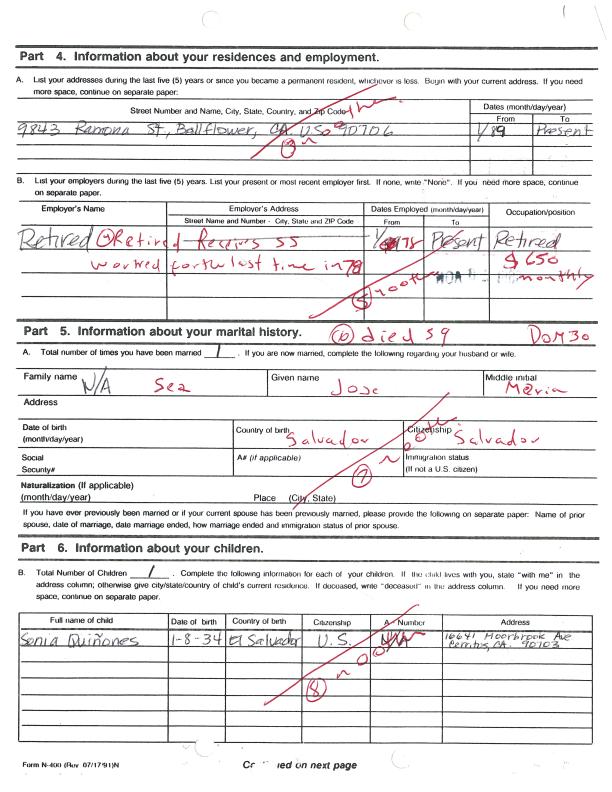 Part 4. Information about your residences and employment.
A. List your addresses during the last five (5) years or since you became a permanent resident, whichever is less. Begin with your current address. If you need
more space, continue on separate paper:
Street Number and Name, City, State, Country, and Zip Code
Dates (month/day/year)
From To
9843 Ramona St, Bellflower, CA. USA 90706 1/89 Present
B. List your employers during the last five (5) years. List your present or most recent employer first. If none, write "None". If you need more space, continue
on separate paper.
Employer's Name Employer's Address Dates Employed (month/day/year) Occupation/position
Street Name and Number - City, State and ZIP Code From To
Retired Retired Receives SS 78 Present Retired
worked for the last time in 78 $650
monthly
5
Part 5. Information about your marital history. 6 died 59 DOM 30
A. Total number of times you have been married 1 . If you are now married, complete the following regarding your husband or wife.
Family name N/A Sea Given name Jose Middle initial Maria
Address
Date of birth
(month/day/year) Country of birth Salvador Citizenship Salvador
Social
Security# A# (if applicable) Immigration status
(If not a U.S. citizen)
7
Naturalization (If applicable)
(month/day/year) Place (City, State)
If you have ever previously been married or if your current spouse has been previously married, please provide the following on separate paper: Name of prior
spouse, date of marriage, date marriage ended, how marriage ended and immigration status of prior spouse.
Part 6. Information about your children.
B. Total Number of Children 1 . Complete the following information for each of your children. If the child lives with you, state "with me" in the
address column; otherwise give city/state/country of child's current residence. If deceased, write "deceased" in the address column. If you need more
space, continue on separate paper.
Full name of child Date of birth Country of birth Citizenship A - Number Address
Sonia Quiñones 1-8-34 El Salvador U.S. N/A 16641 Moorbrook Ave
Cerritos, CA. 90103
8
Form N-400 (Rev. 07/17/91)N on next page